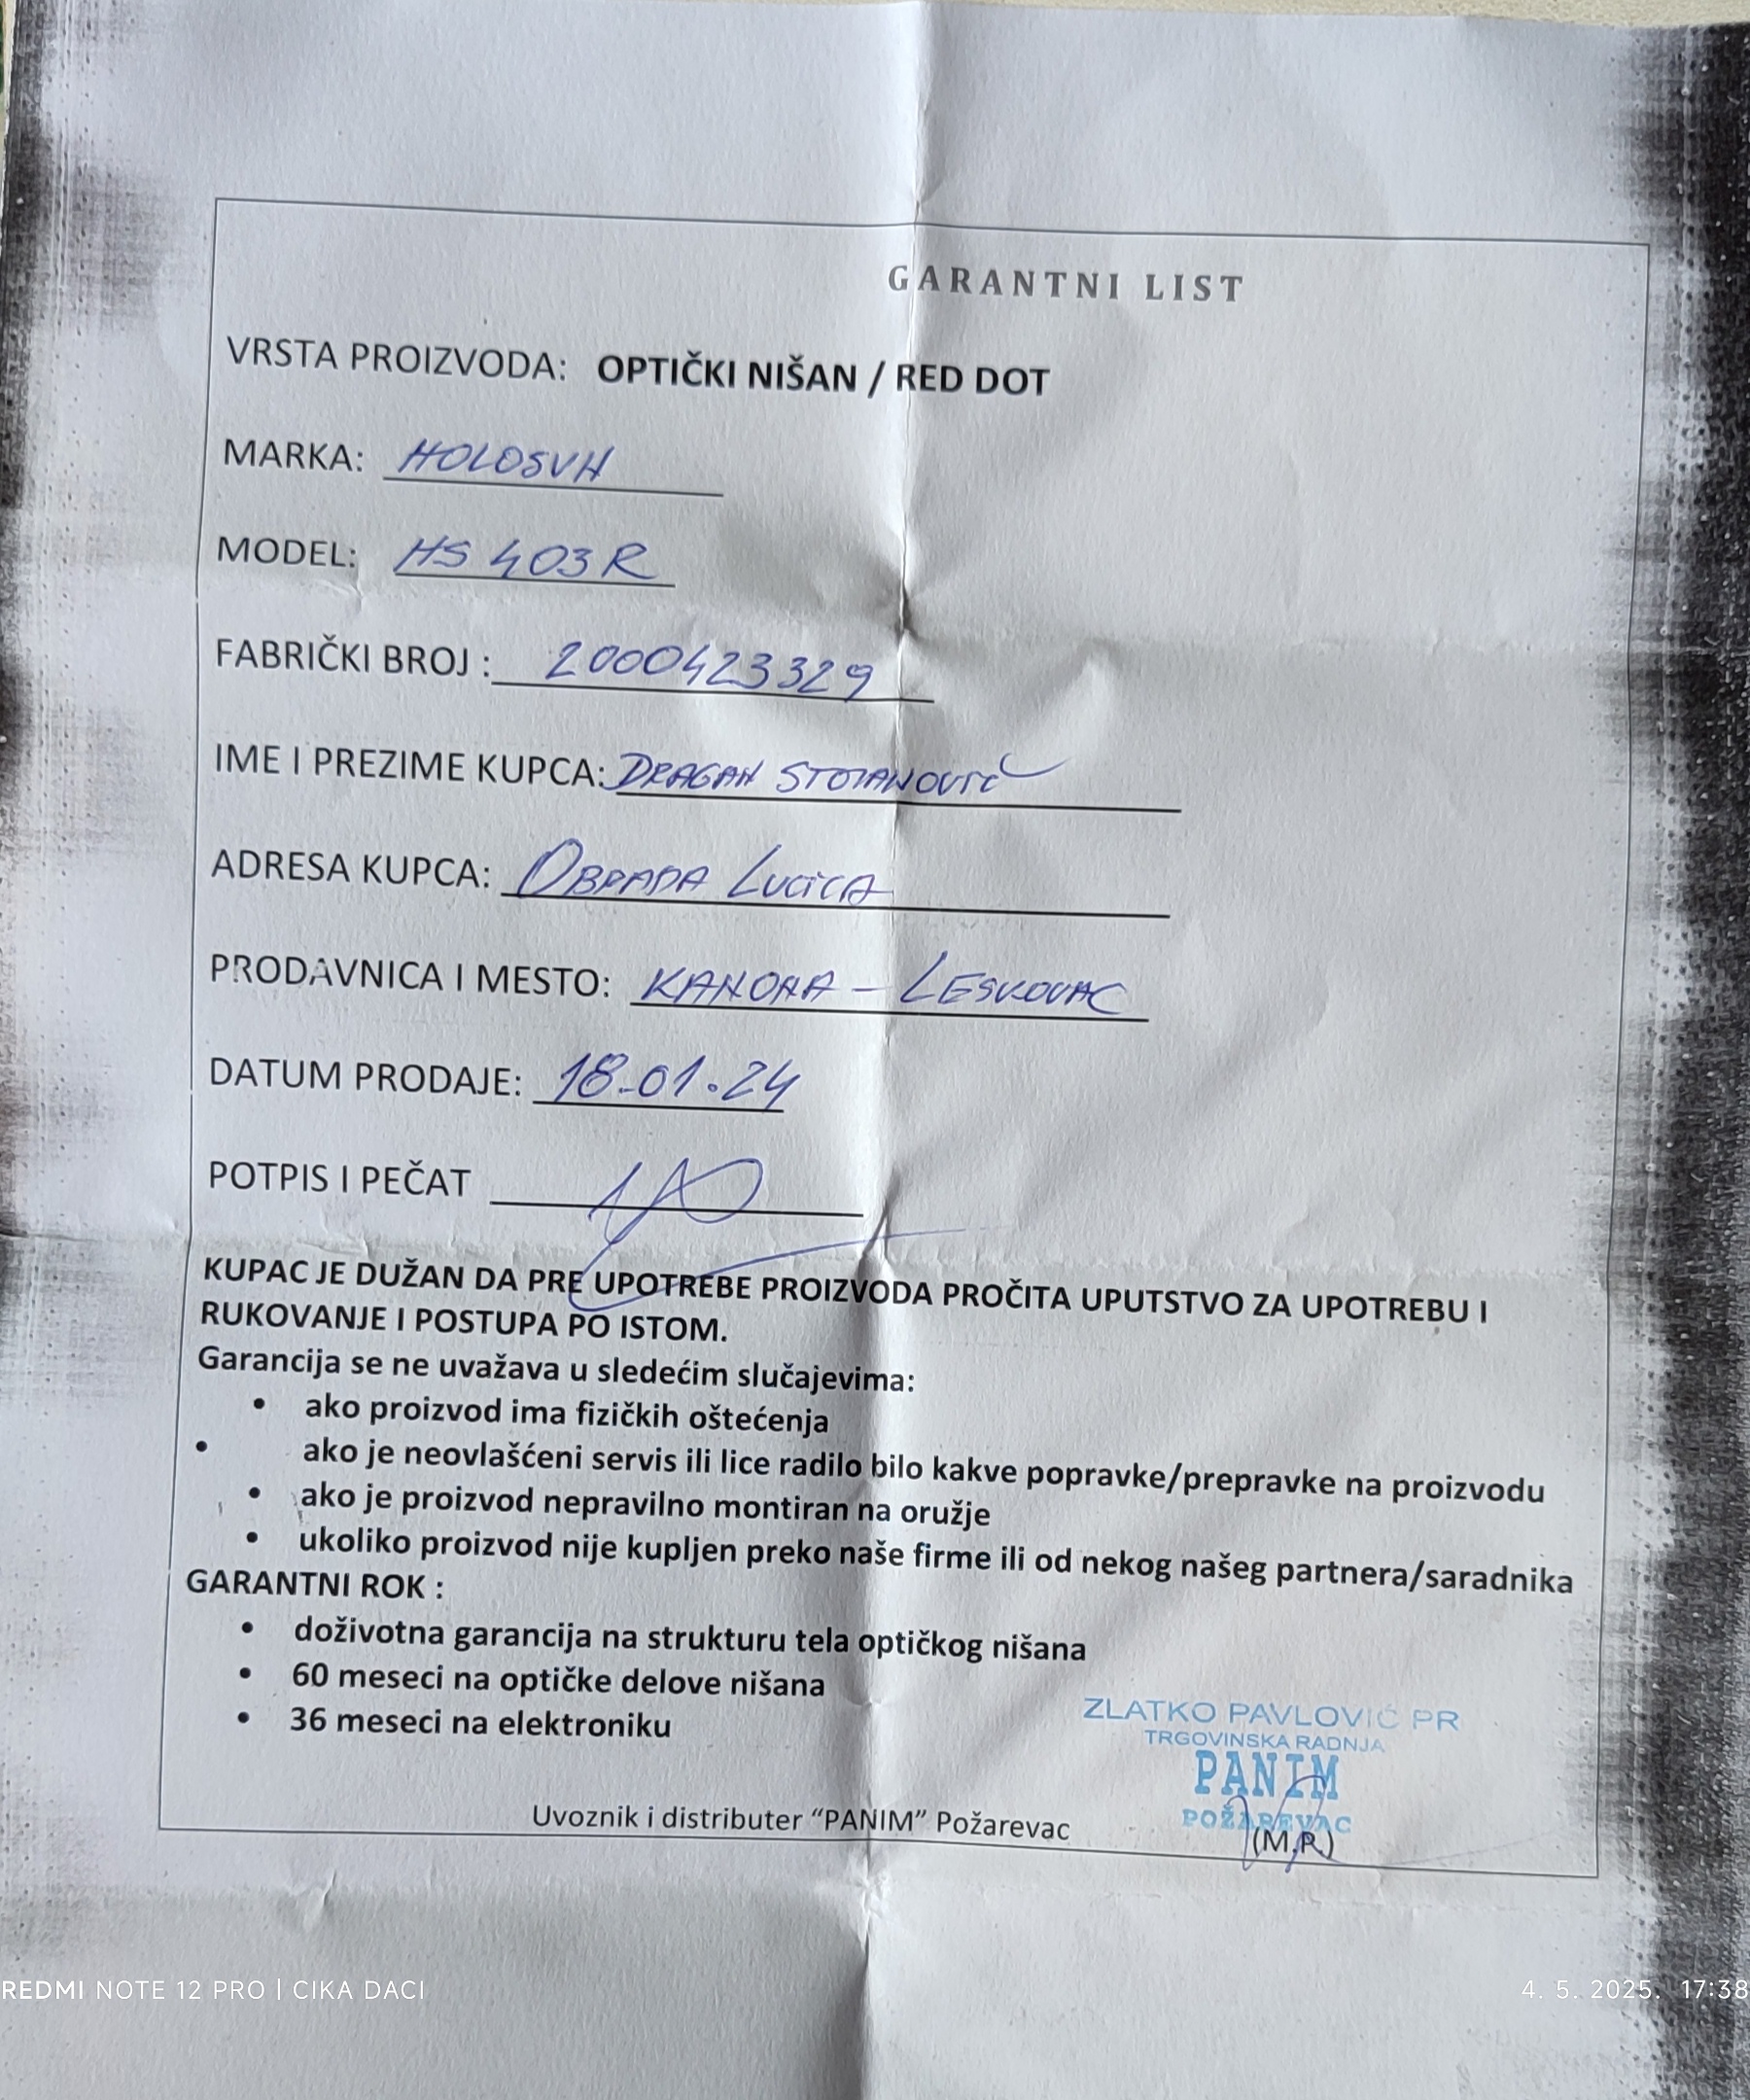 GARANTNI LIST
VRSTA PROIZVODA: OPTIČKI NIŠAN / RED DOT
MARKA: HOLOSUN
MODEL: HS 403R
FABRIČKI BROJ : 2000423329
IME I PREZIME KUPCA: DRAGAN STOJANOVIĆ
ADRESA KUPCA: OBRADA LUCICA
PRODAVNICA I MESTO: KANORA - LESKOVAC
DATUM PRODAJE: 18-01.24
POTPIS I PEČAT
KUPAC JE DUŽAN DA PRE UPOTREBE PROIZVODA PROČITA UPUTSTVO ZA UPOTREBU I
RUKOVANJE I POSTUPA PO ISTOM.
Garancija se ne uvažava u sledećim slučajevima:
• ako proizvod ima fizičkih oštećenja
• ako je neovlašćeni servis ili lice radilo bilo kakve popravke/prepravke na proizvodu
• ako je proizvod nepravilno montiran na oružje
• ukoliko proizvod nije kupljen preko naše firme ili od nekog našeg partnera/saradnika
GARANTNI ROK :
• doživotna garancija na strukturu tela optičkog nišana
• 60 meseci na optičke delove nišana
• 36 meseci na elektroniku
ZLATKO PAVLOVIĆ PR
TRGOVINSKA RADNJA
PANIM
POŽAREVAC
Uvoznik i distributer “PANIM” Požarevac
(M.P.)
REDMI NOTE 12 PRO | CIKA DACI
4. 5. 2025. 17:38